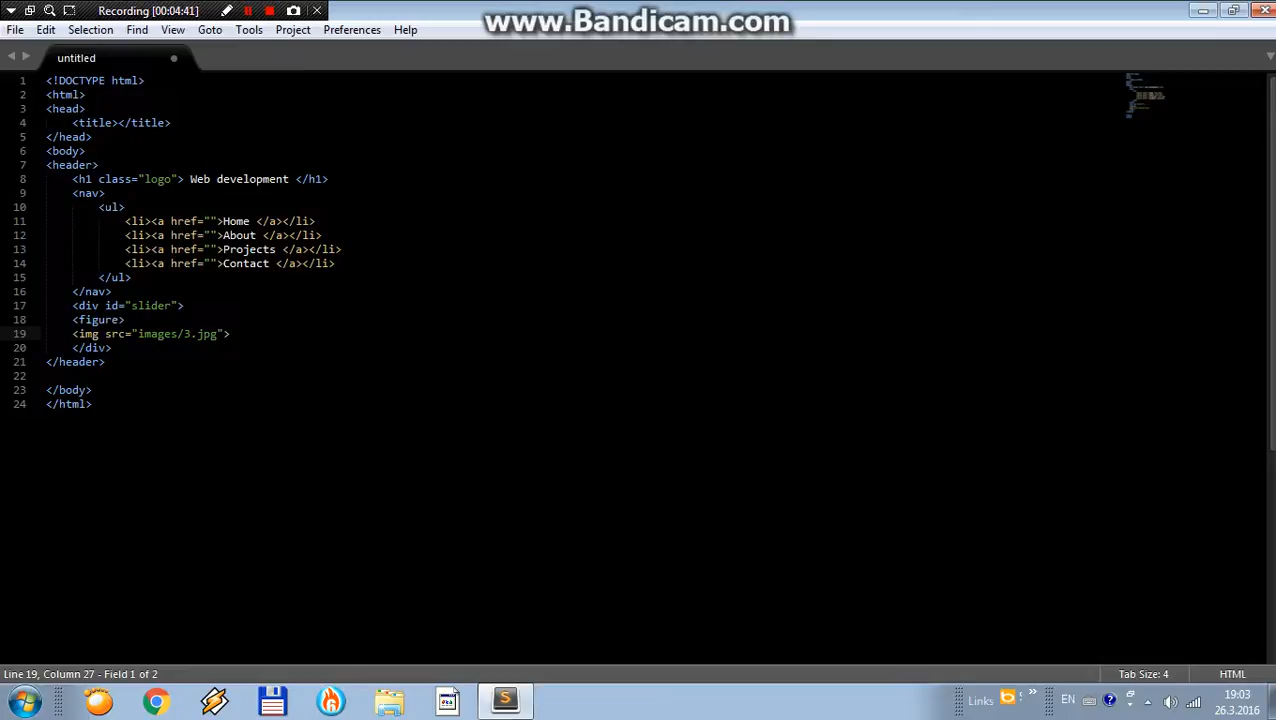 Recording [00:04:41]
www.Bandicam.com
File Edit Selection Find View Goto Tools Project Preferences Help
untitled
1 <!DOCTYPE html>
2 <html>
3 <head>
4 <title></title>
5 </head>
6 <body>
7 <header>
8 <h1 class="logo"> Web development </h1>
9 <nav>
10 <ul>
11 <li><a href="">Home </a></li>
12 <li><a href="">About </a></li>
13 <li><a href="">Projects </a></li>
14 <li><a href="">Contact </a></li>
15 </ul>
16 </nav>
17 <div id="slider">
18 <figure>
19 <img src="images/3.jpg">
20 </div>
21 </header>
22
23 </body>
24 </html>
Line 19, Column 27 - Field 1 of 2 Tab Size: 4 HTML
Links EN 19:03
26.3.2016